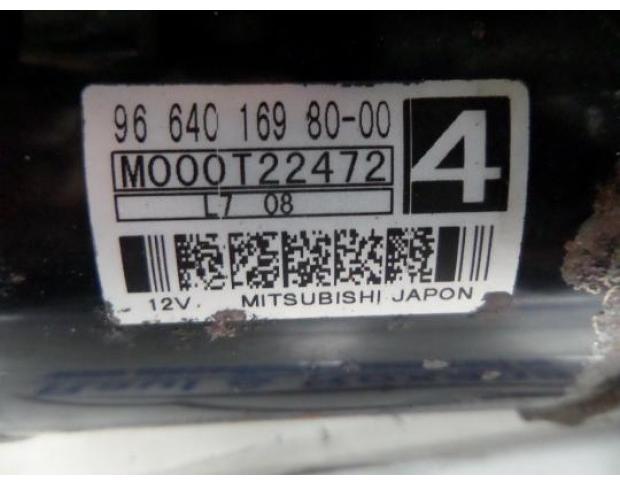 96 640 169 80-00
4
M000T22472
L7 08
12V. MITSUBISHI JAPON